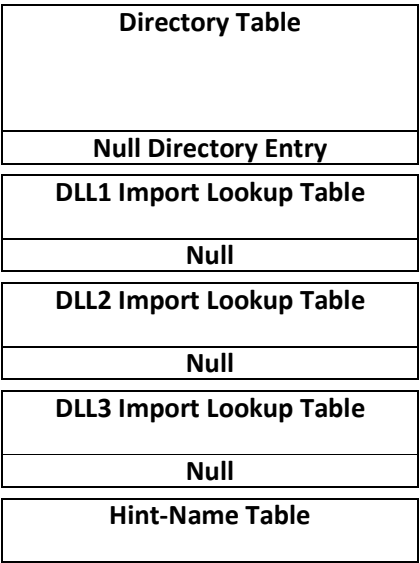 Directory Table
Null Directory Entry
DLL1 Import Lookup Table
Null
DLL2 Import Lookup Table
Null
DLL3 Import Lookup Table
Null
Hint-Name Table